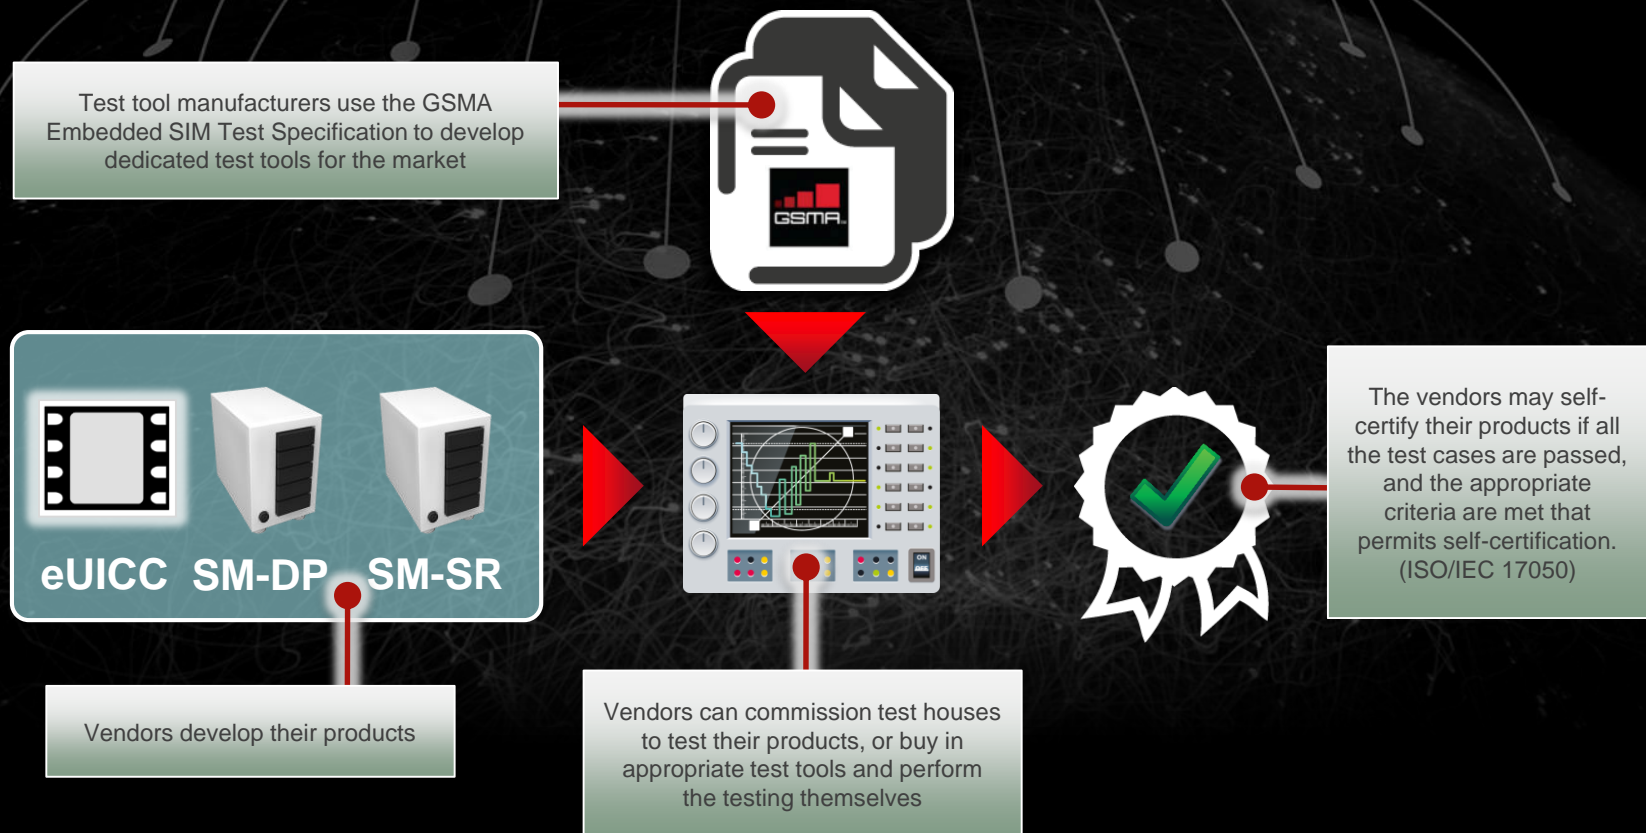 Test tool manufacturers use the GSMA
Embedded SIM Test Specification to develop
dedicated test tools for the market
GSMA
eUICC SM-DP SM-SR
ON
OFF
The vendors may self-
certify their products if all
the test cases are passed,
and the appropriate
criteria are met that
permits self-certification.
(ISO/IEC 17050)
Vendors develop their products
Vendors can commission test houses
to test their products, or buy in
appropriate test tools and perform
the testing themselves